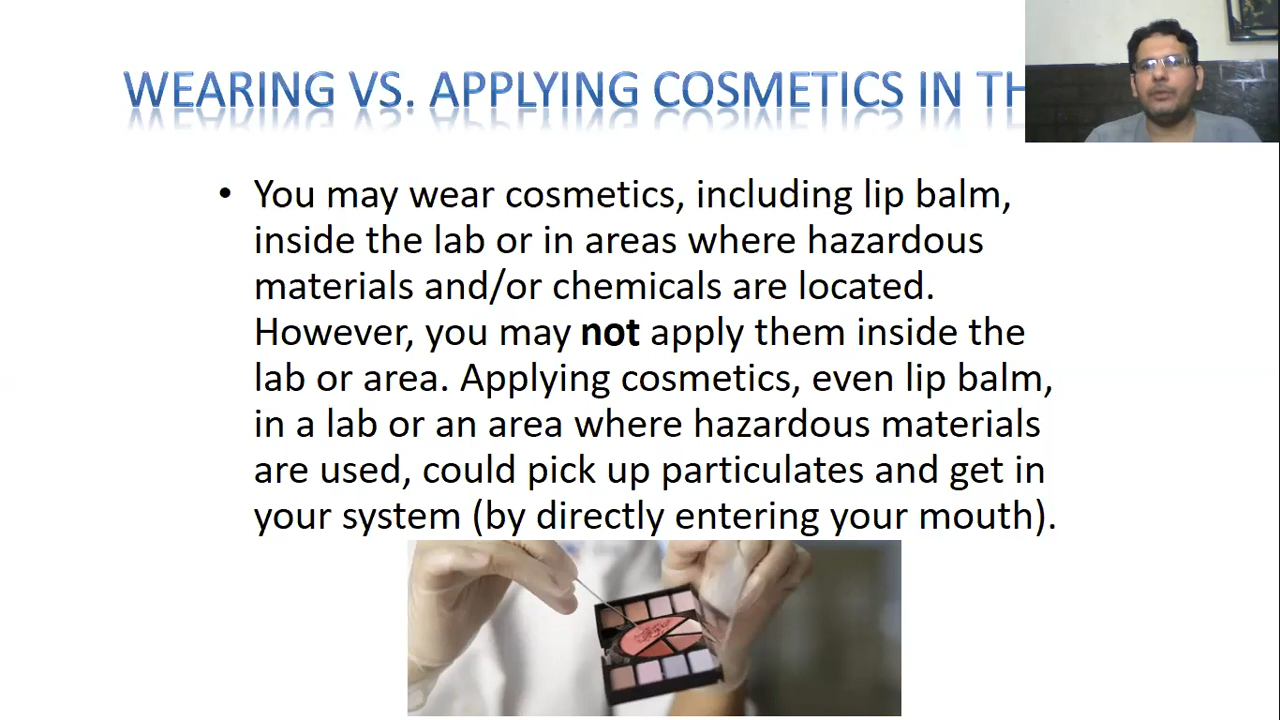 WEARING VS. APPLYING COSMETICS IN
• You may wear cosmetics, including lip balm,
inside the lab or in areas where hazardous
materials and/or chemicals are located.
However, you may not apply them inside the
lab or area. Applying cosmetics, even lip balm,
in a lab or an area where hazardous materials
are used, could pick up particulates and get in
your system (by directly entering your mouth).